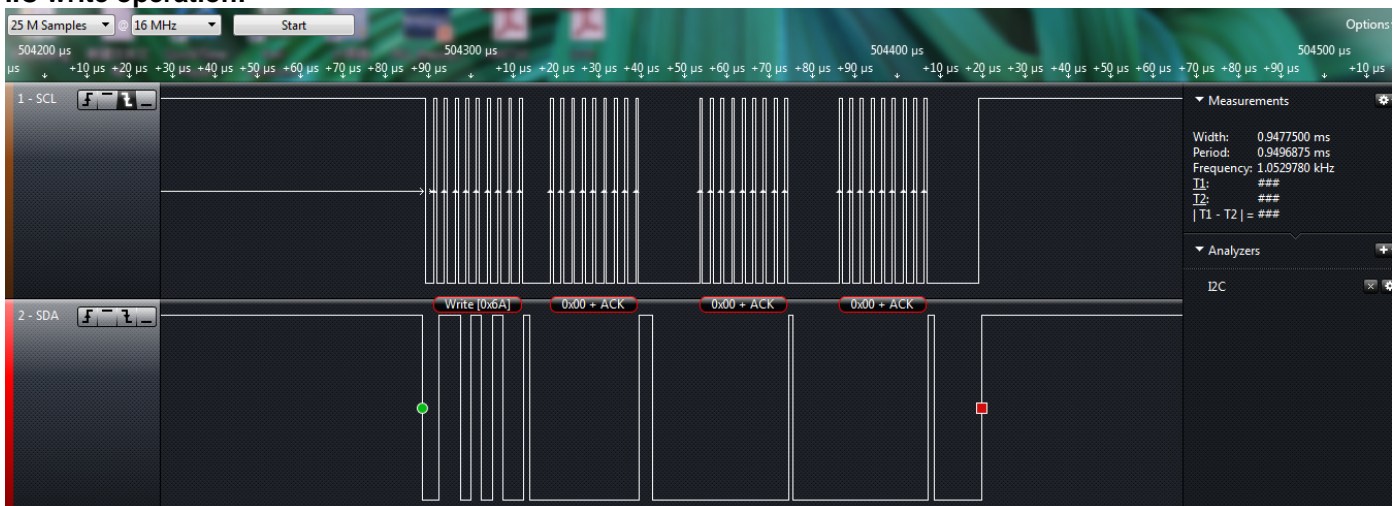 IIC write operation:
25 M Samples @ 16 MHz Start Options
504200 µs 504300 µs 504400 µs 504500 µs
µs +10 µs +20 µs +30 µs +40 µs +50 µs +60 µs +70 µs +80 µs +90 µs +10 µs +20 µs +30 µs +40 µs +50 µs +60 µs +70 µs +80 µs +90 µs +10 µs +20 µs +30 µs +40 µs +50 µs +60 µs +70 µs +80 µs +90 µs +10 µs
1 - SCL
Measurements
Width: 0.9477500 ms
Period: 0.9496875 ms
Frequency: 1.0529780 kHz
T1: ###
T2: ###
| T1 - T2 | = ###
Analyzers
I2C
Write [0x6A] 0x00 + ACK 0x00 + ACK 0x00 + ACK
2 - SDA